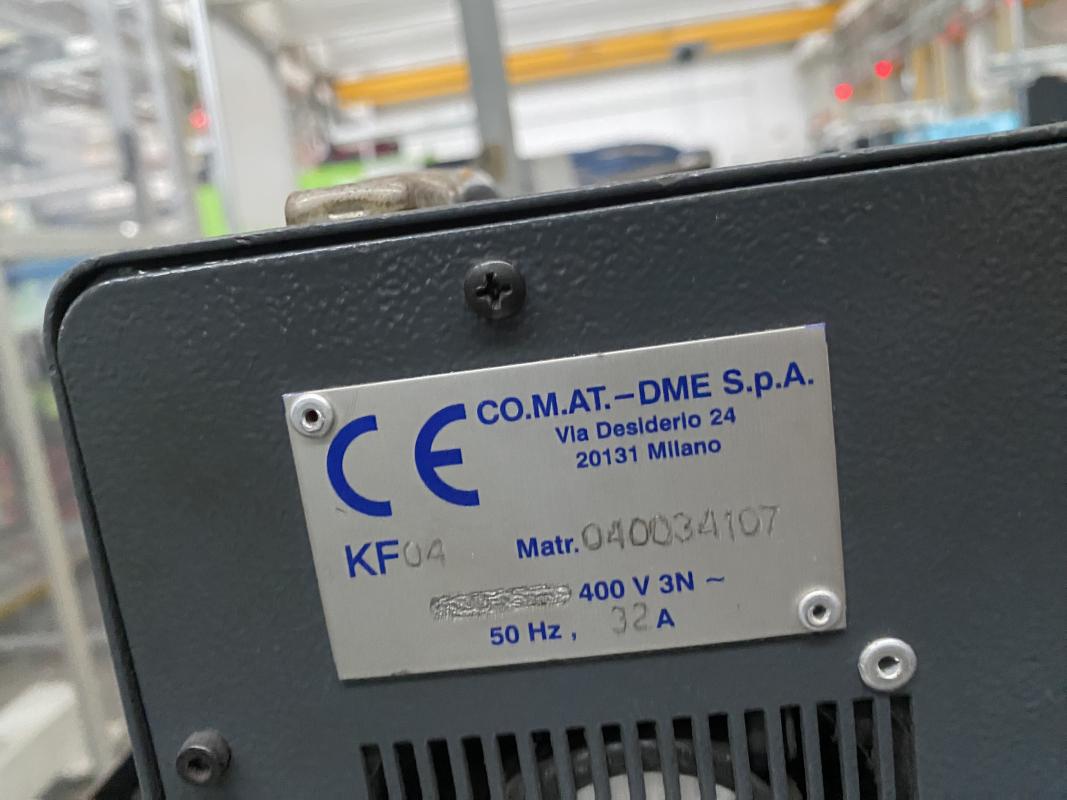 CE CO.M.AT.–DME S.p.A.
Via Desiderio 24
20131 Milano
KF04 Matr.040034107
400 V 3N ~
50 Hz , 32 A